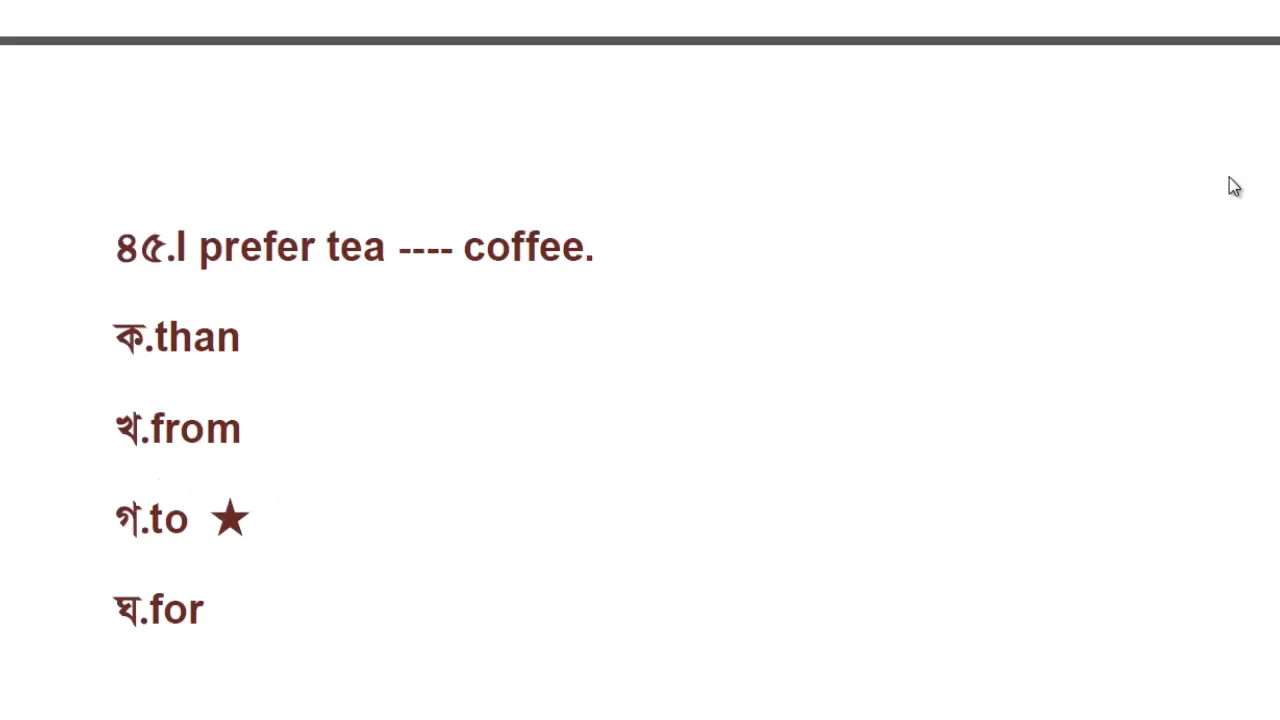 ৪৫.I prefer tea ---- coffee.
ক.than
খ.from
গ.to ★
ঘ.for